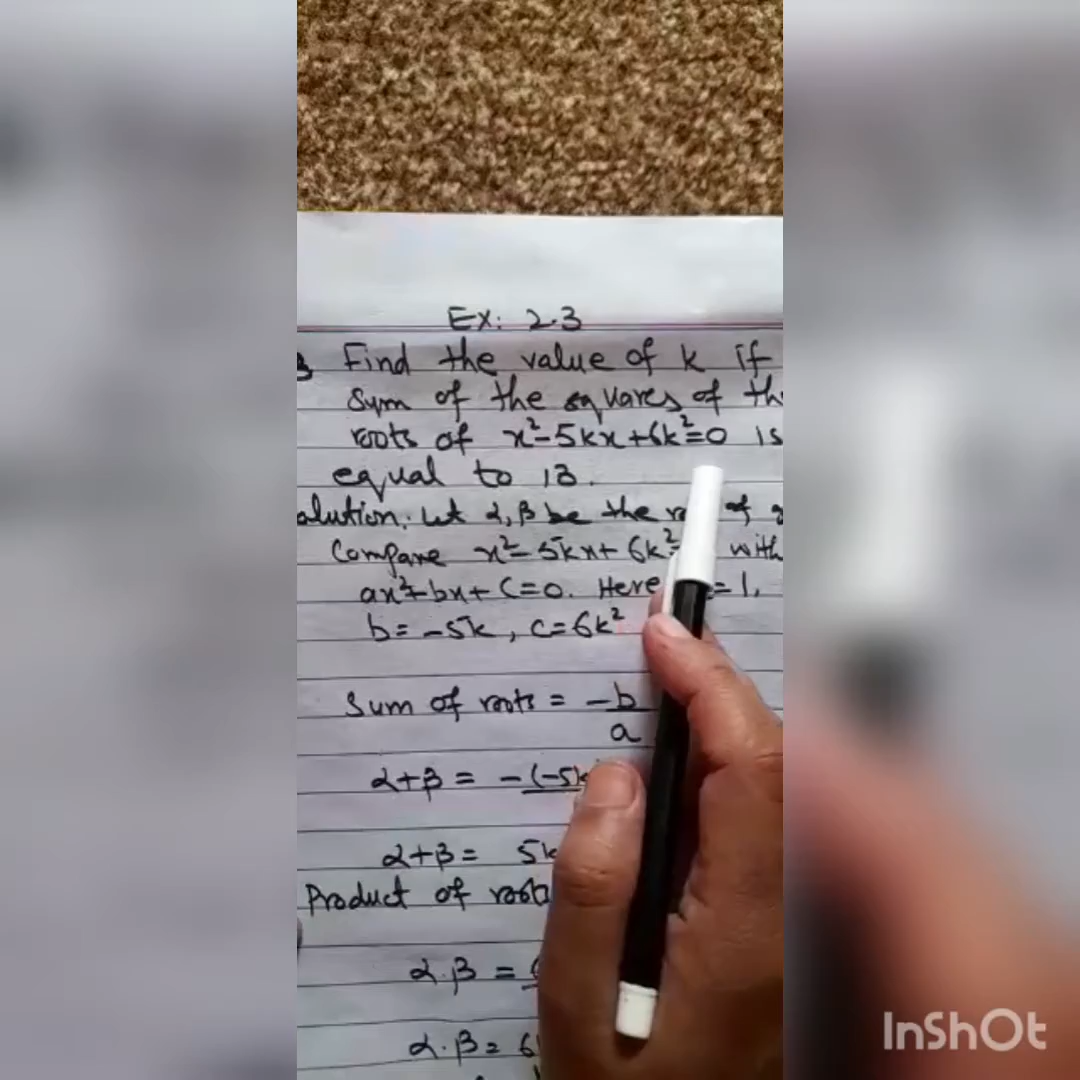 Ex: 2.3
Find the value of k if
sum of the squares of
roots of x²-5kx+6k²=0 is
equal to 13.
Let α, β be the of
Compare x²-5kx+6k² with
ax²+bx+c=0. Here =1,
b=-5k, c=6k²
Sum of roots = -b
a
α+β = -(-5k
α+β = 5k
Product of roots
α.β =
α.β = 6
InShOt